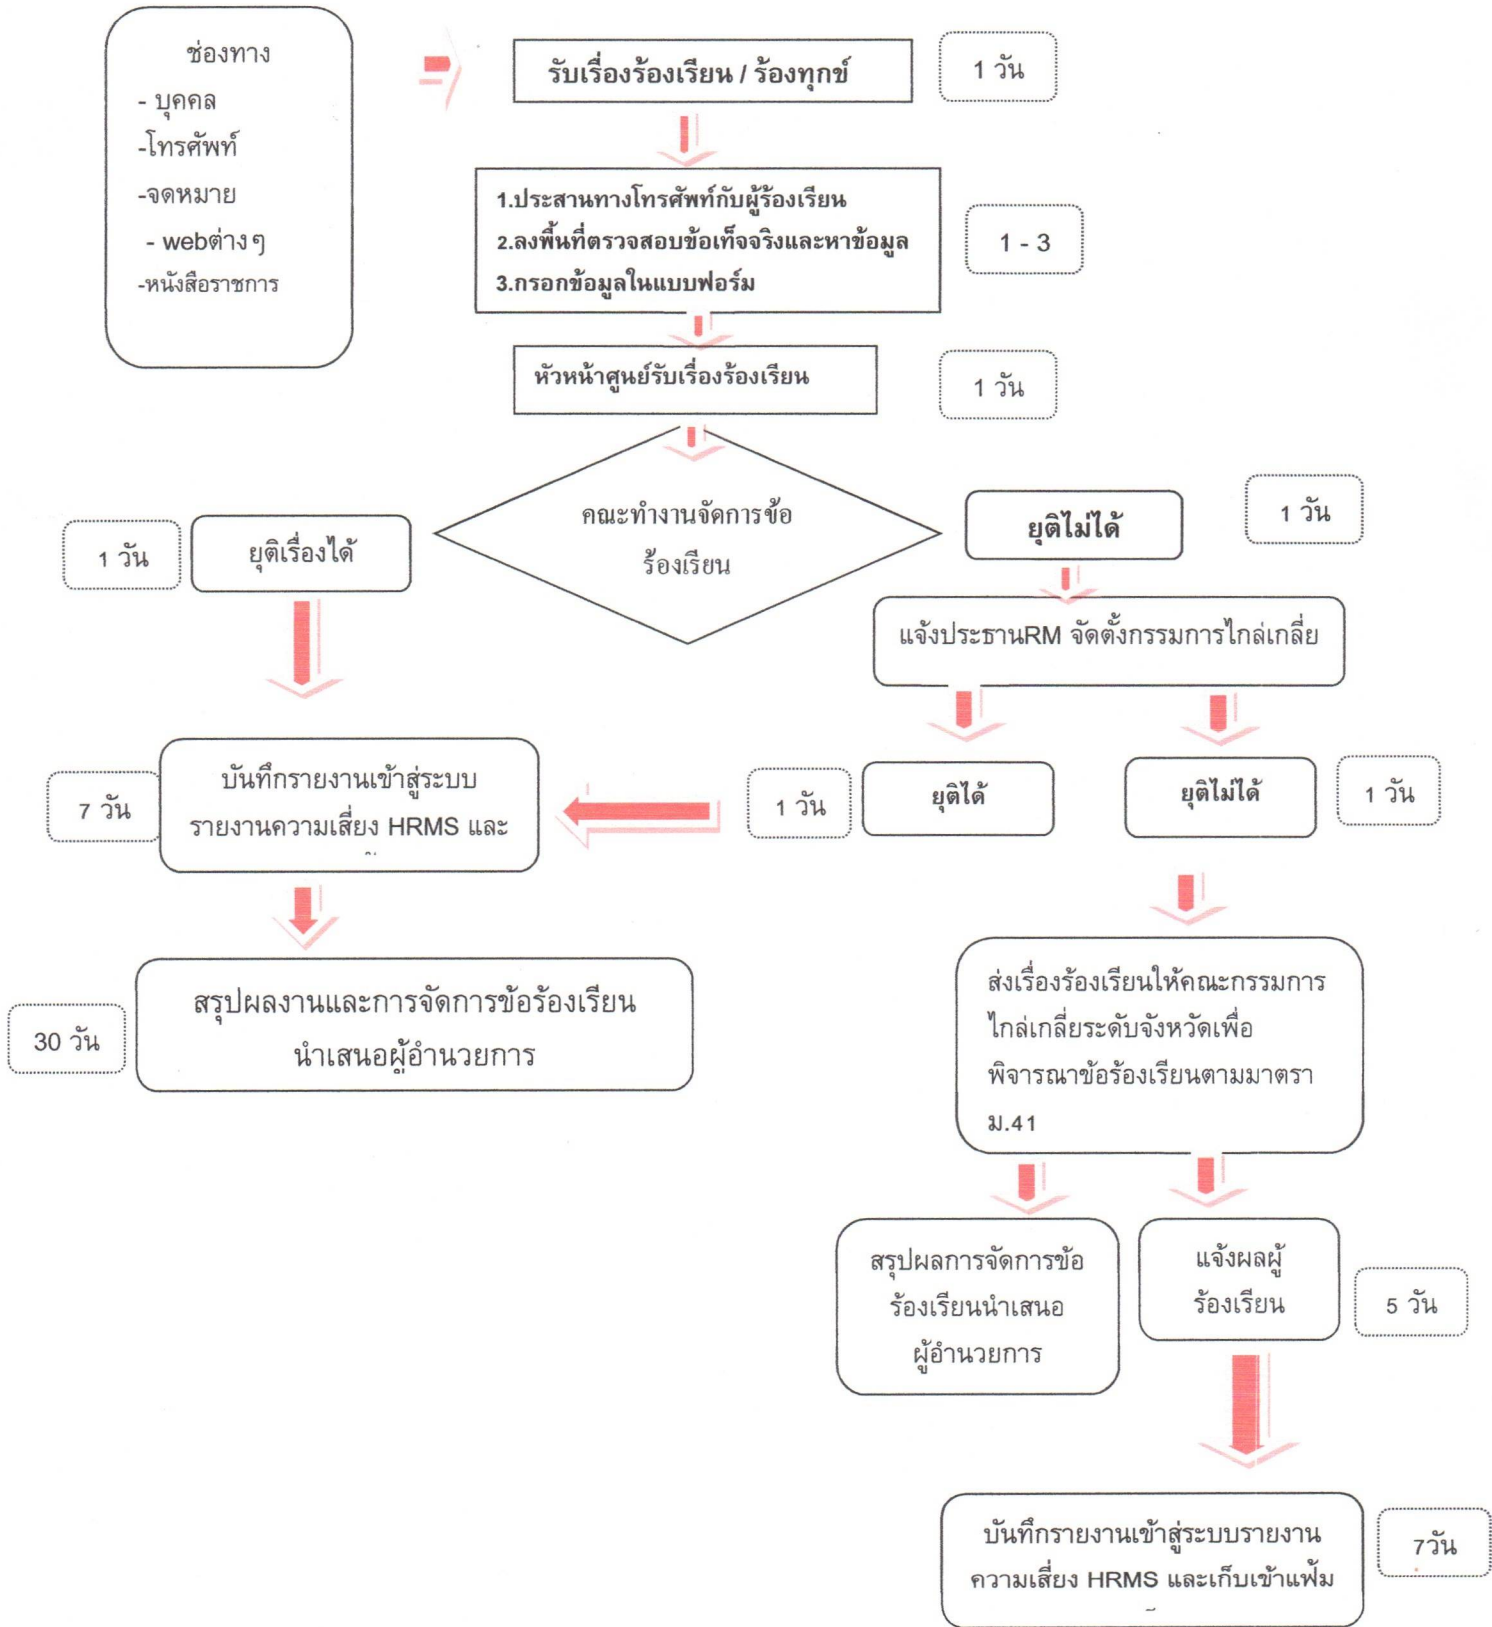 ช่องทาง
- บุคคล
-โทรศัพท์
-จดหมาย
- webต่าง ๆ
-หนังสือราชการ
รับเรื่องร้องเรียน / ร้องทุกข์
1 วัน
1.ประสานทางโทรศัพท์กับผู้ร้องเรียน
2.ลงพื้นที่ตรวจสอบข้อเท็จจริงและหาข้อมูล
3.กรอกข้อมูลในแบบฟอร์ม
1 - 3
หัวหน้าศูนย์รับเรื่องร้องเรียน
1 วัน
คณะทำงานจัดการข้อ
ร้องเรียน
1 วัน
ยุติเรื่องได้
ยุติไม่ได้
1 วัน
แจ้งประธานRM จัดตั้งกรรมการไกล่เกลี่ย
7 วัน
บันทึกรายงานเข้าสู่ระบบ
รายงานความเสี่ยง HRMS และ
1 วัน
ยุติได้
ยุติไม่ได้
1 วัน
30 วัน
สรุปผลงานและการจัดการข้อร้องเรียน
นำเสนอผู้อำนวยการ
ส่งเรื่องร้องเรียนให้คณะกรรมการ
ไกล่เกลี่ยระดับจังหวัดเพื่อ
พิจารณาข้อร้องเรียนตามมาตรา
ม.41
สรุปผลการจัดการข้อ
ร้องเรียนนำเสนอ
ผู้อำนวยการ
แจ้งผลผู้
ร้องเรียน
5 วัน
บันทึกรายงานเข้าสู่ระบบรายงาน
ความเสี่ยง HRMS และเก็บเข้าแฟ้ม
7วัน